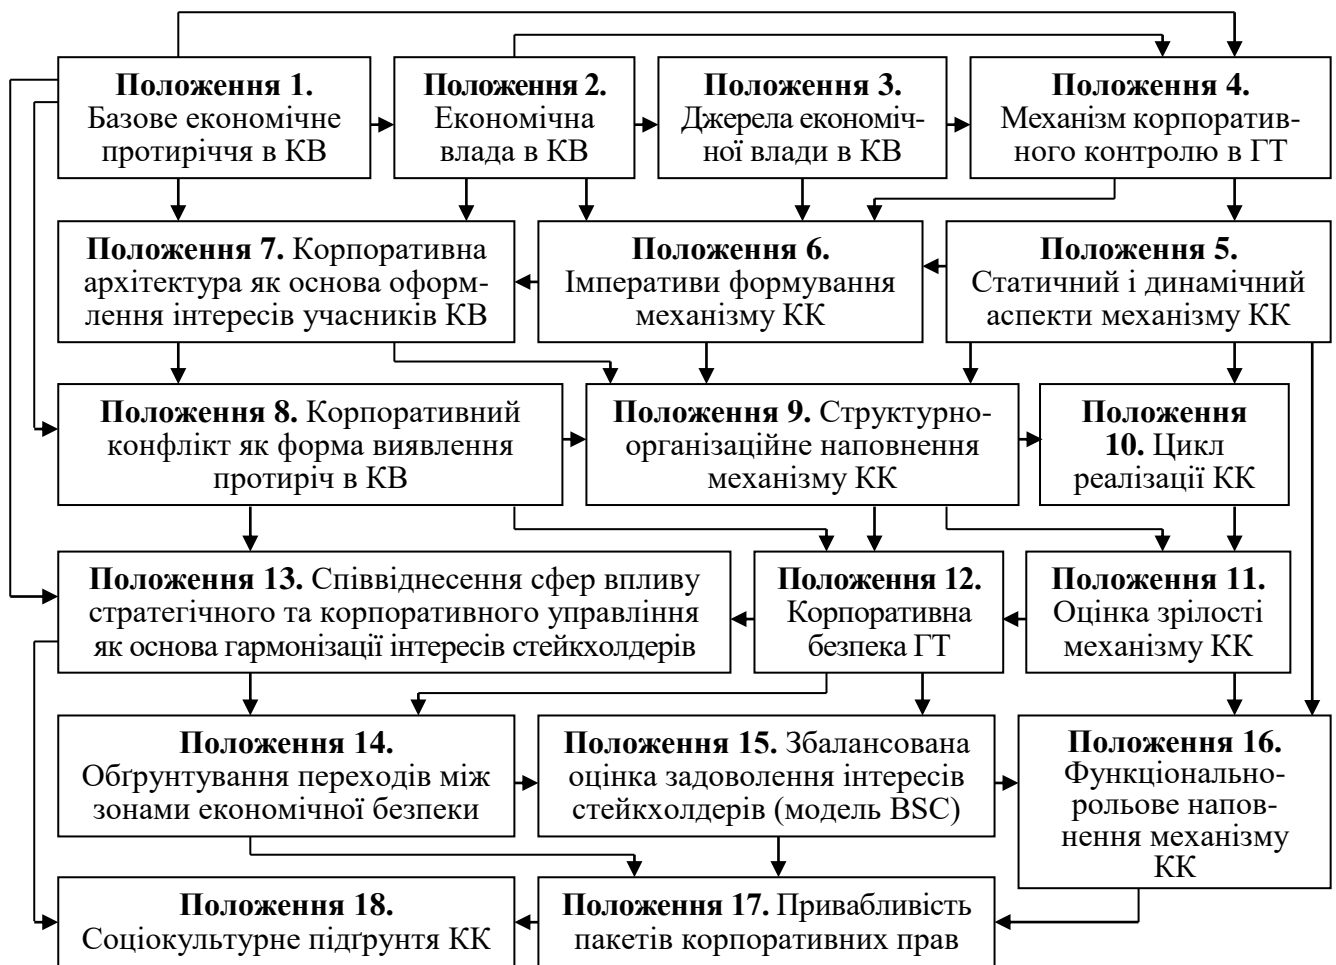 Положення 1.
Базове економічне
протиріччя в КВ
Положення 2.
Економічна
влада в КВ
Положення 3.
Джерела економіч-
ної влади в КВ
Положення 4.
Механізм корпоратив-
ного контролю в ГТ
Положення 7. Корпоративна
архітектура як основа оформ-
лення інтересів учасників КВ
Положення 6.
Імперативи формування
механізму КК
Положення 5.
Статичний і динамічний
аспекти механізму КК
Положення 8. Корпоративний
конфлікт як форма виявлення
протиріч в КВ
Положення 9. Структурно-
організаційне наповнення
механізму КК
Положення
10. Цикл
реалізації КК
Положення 13. Співвіднесення сфер впливу
стратегічного та корпоративного управління
як основа гармонізації інтересів стейкхолдерів
Положення 12.
Корпоративна
безпека ГТ
Положення 11.
Оцінка зрілості
механізму КК
Положення 14.
Обґрунтування переходів між
зонами економічної безпеки
Положення 15. Збалансована
оцінка задоволення інтересів
стейкхолдерів (модель BSC)
Положення 16.
Функціонально-
рольове напов-
нення механізму
КК
Положення 18.
Соціокультурне підґрунтя КК
Положення 17. Привабливість
пакетів корпоративних прав